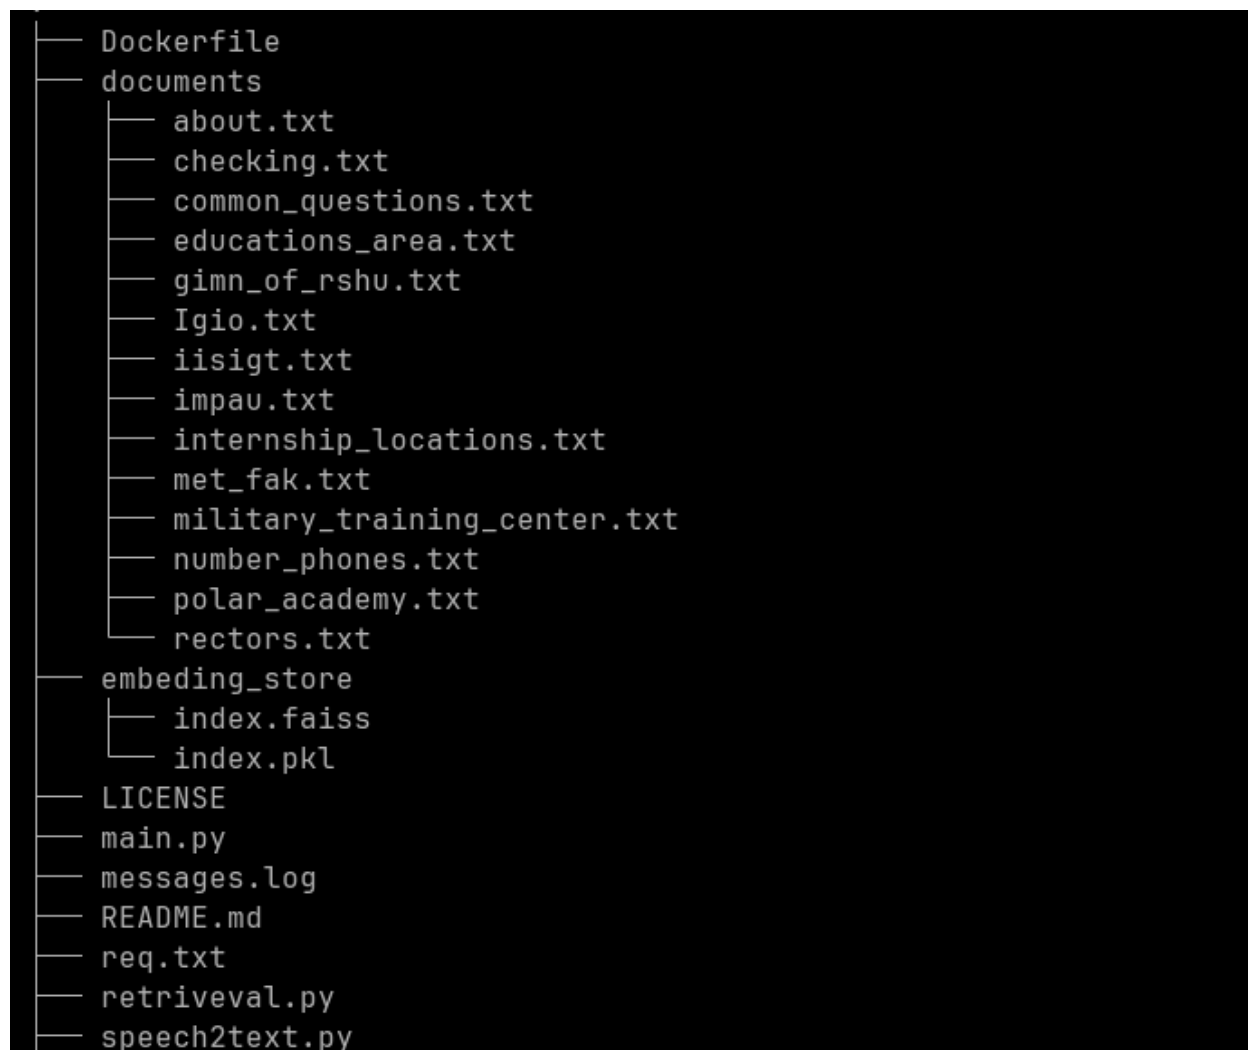 Dockerfile
documents
about.txt
checking.txt
common_questions.txt
educations_area.txt
gimn_of_rshu.txt
Igio.txt
iisigt.txt
impau.txt
internship_locations.txt
met_fak.txt
military_training_center.txt
number_phones.txt
polar_academy.txt
rectors.txt
embeding_store
index.faiss
index.pkl
LICENSE
main.py
messages.log
README.md
req.txt
retriveval.py
speech2text.py